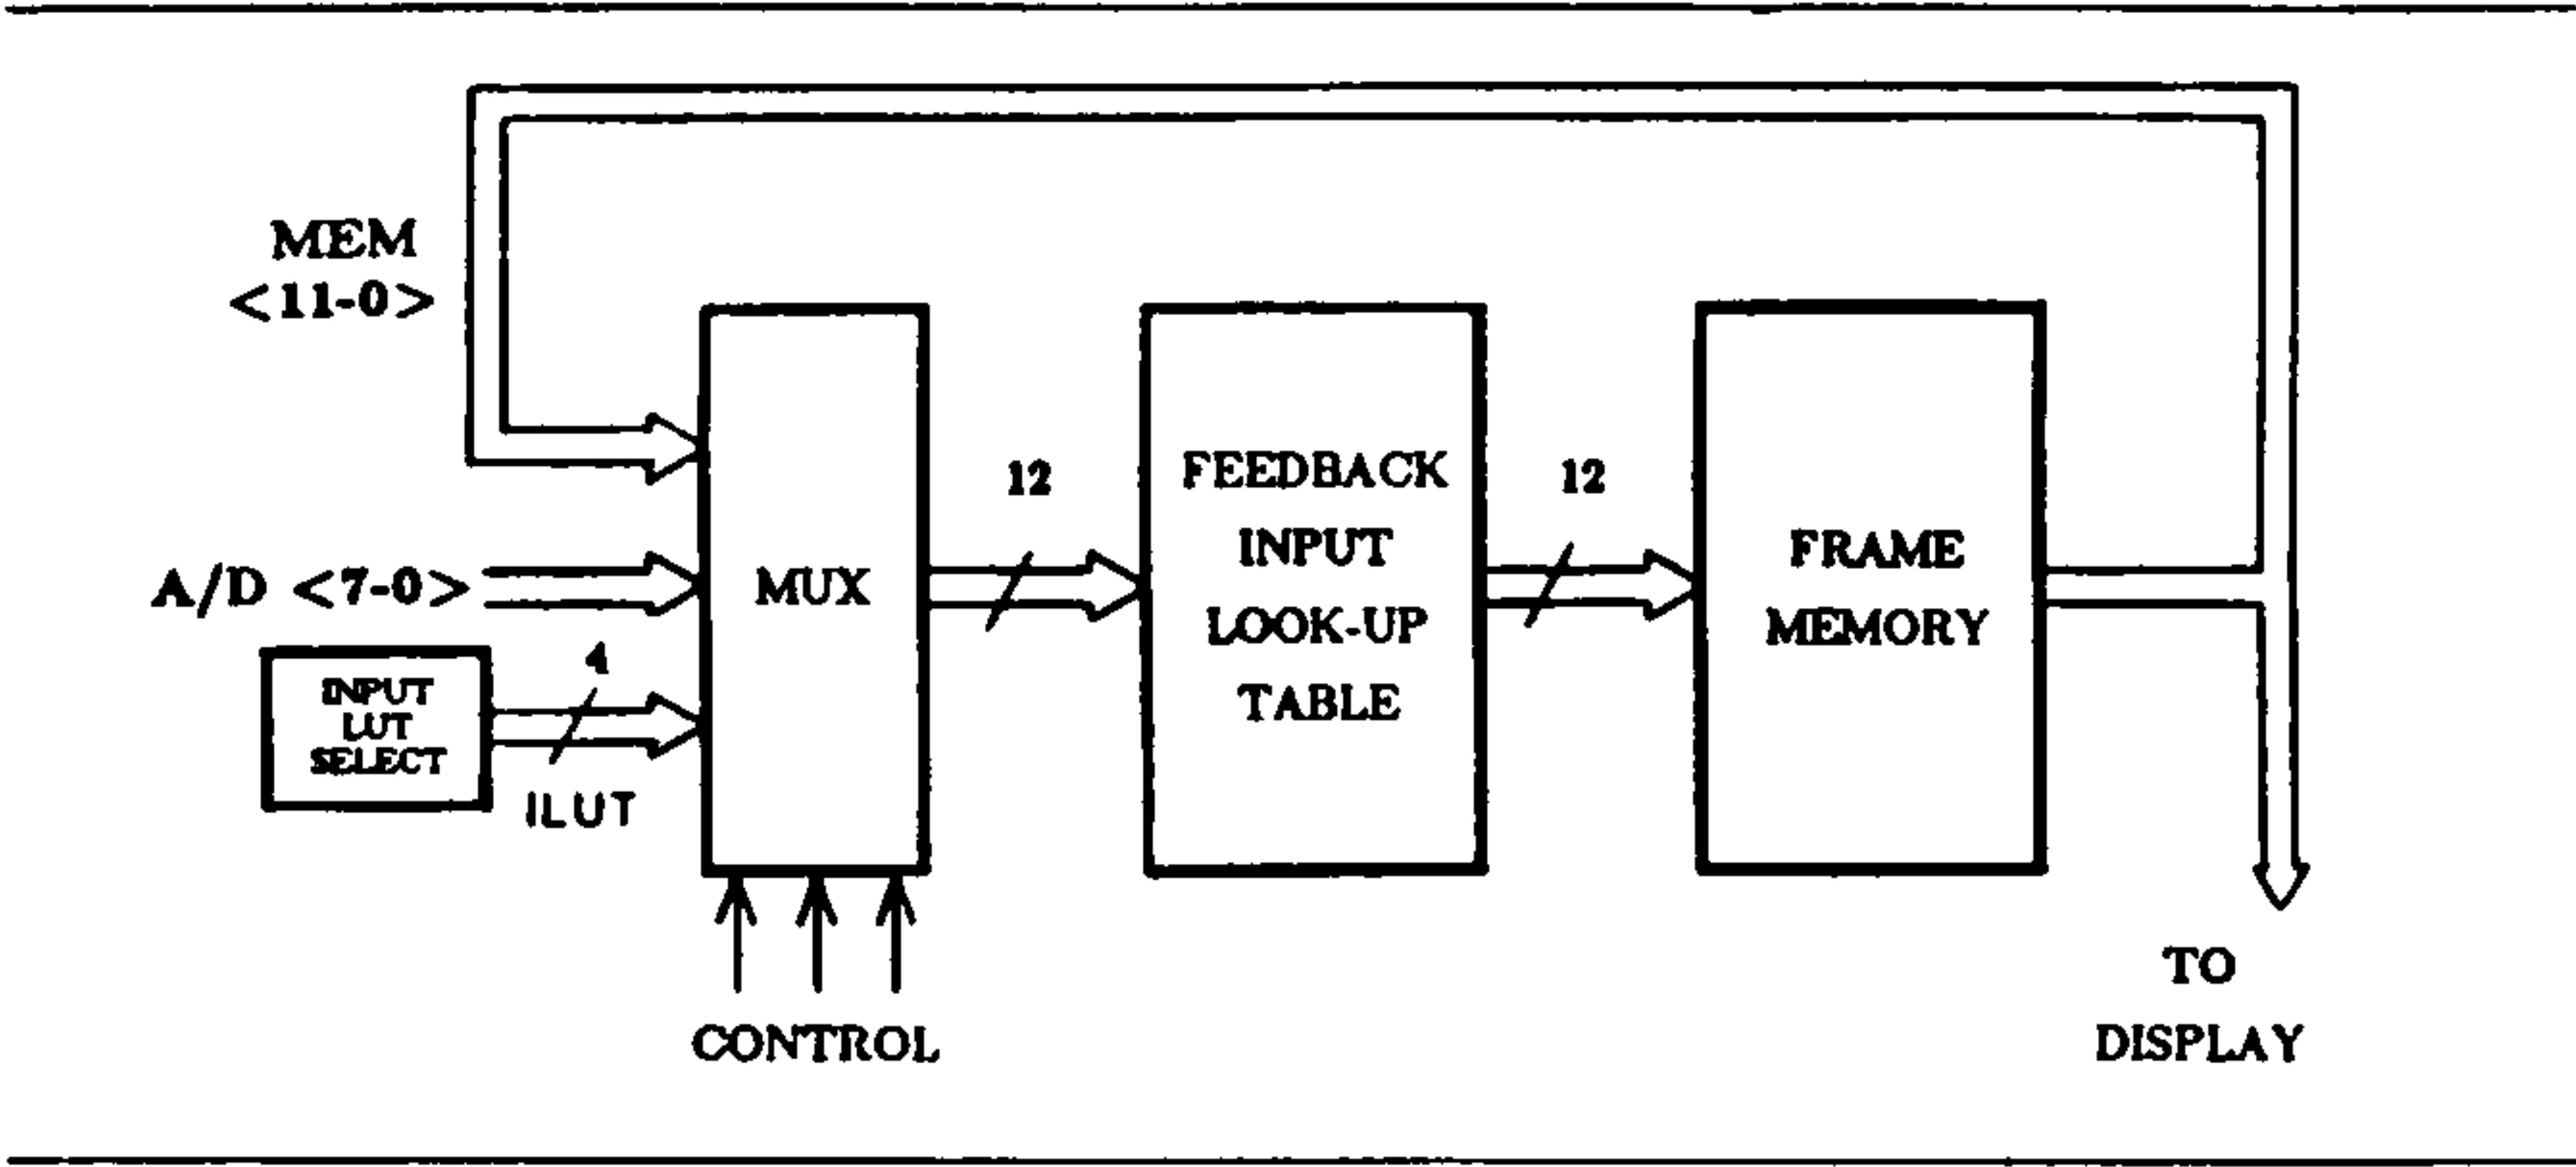 MEM
<11-0>
A/D <7-0>
INPUT
LUT
SELECT
4
ILUT
MUX
CONTROL
12
FEEDBACK
INPUT
LOOK-UP
TABLE
12
FRAME
MEMORY
TO
DISPLAY